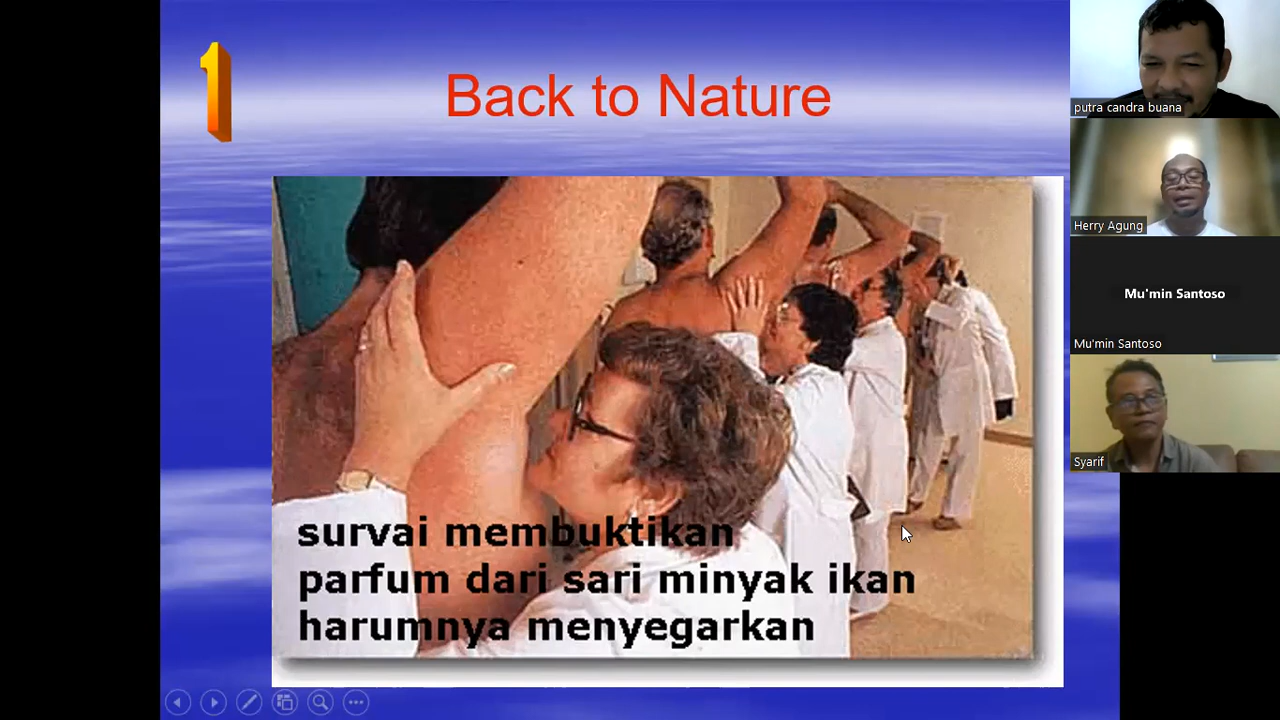 1
Back to Nature
survai membuktikan
parfum dari sari minyak ikan
harumnya menyegarkan
putra candra buana
Herry Agung
Mu'min Santoso
Mu'min Santoso
Syarif